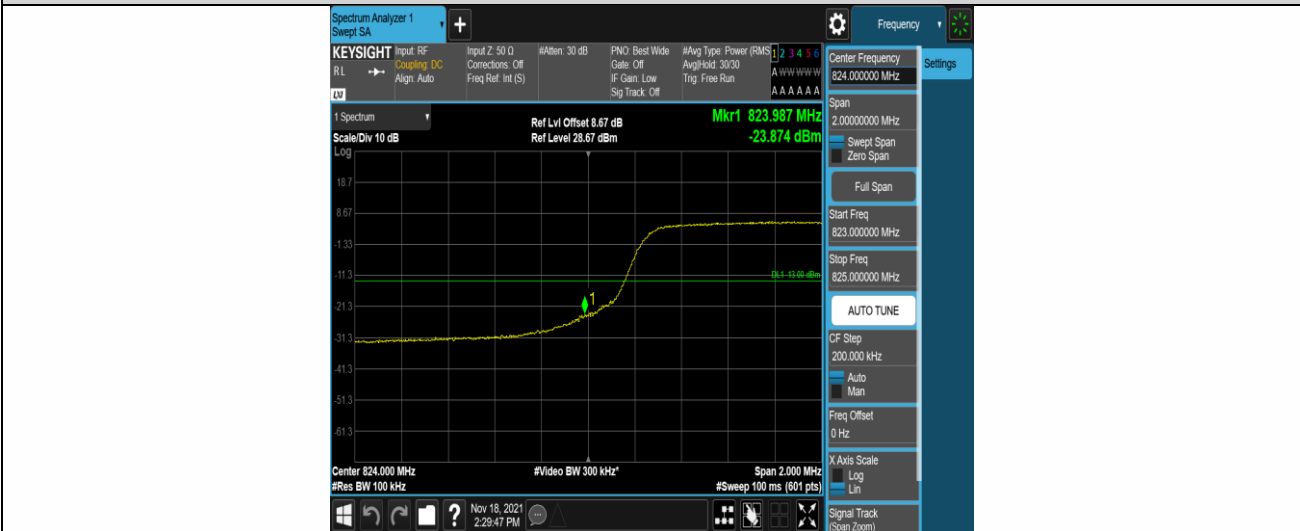 Spectrum Analyzer 1
Swept SA
Frequency
KEYSIGHT
Input: RF
Coupling: DC
Align: Auto
Input Z: 50 Ω
Corrections: Off
Freq Ref: Int (S)
#Atten: 30 dB
PNO: Best Wide
Gate: Off
IF Gain: Low
Sig Track: Off
#Avg Type: Power (RMS
Avg|Hold: 30/30
Trig: Free Run
1 2 3 4 5 6
A W W W W W
A A A A A A
R L
LXI
1 Spectrum
Scale/Div 10 dB
Log
Ref Lvl Offset 8.67 dB
Ref Level 28.67 dBm
Mkr1 823.987 MHz
-23.874 dBm
18.7
8.67
-1.33
-11.3
DL1 -13.00 dBm
-21.3
1
-31.3
-41.3
-51.3
-61.3
Center 824.000 MHz
#Res BW 100 kHz
#Video BW 300 kHz*
Span 2.000 MHz
#Sweep 100 ms (601 pts)
Center Frequency
824.000000 MHz
Settings
Span
2.00000000 MHz
Swept Span
Zero Span
Full Span
Start Freq
823.000000 MHz
Stop Freq
825.000000 MHz
AUTO TUNE
CF Step
200.000 kHz
Auto
Man
Freq Offset
0 Hz
X Axis Scale
Log
Lin
Signal Track
(Span Zoom)
Nov 18, 2021
2:29:47 PM